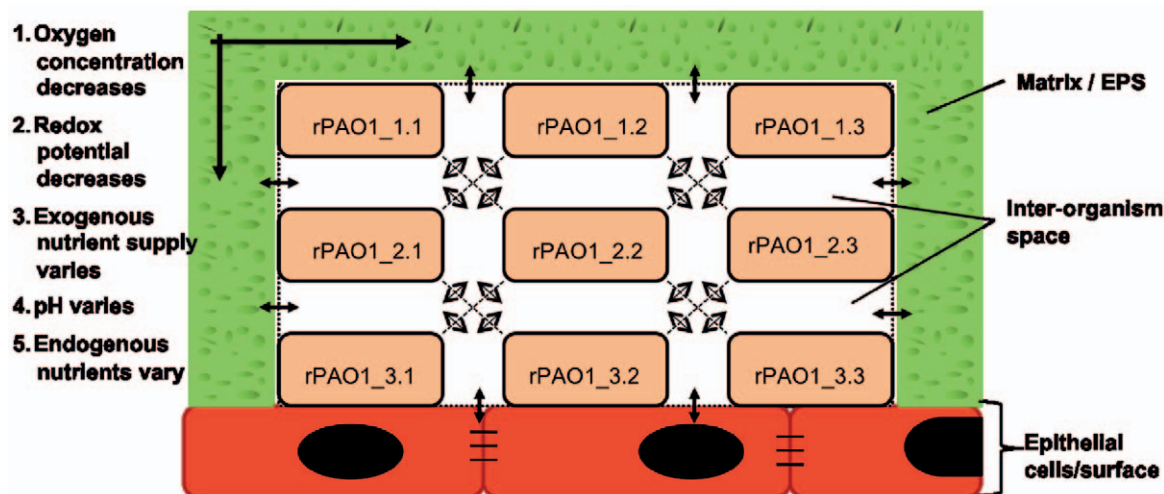 1. Oxygen
concentration
decreases
2. Redox
potential
decreases
3. Exogenous
nutrient supply
varies
4. pH varies
5. Endogenous
nutrients vary
rPAO1_1.1 rPAO1_1.2 rPAO1_1.3
rPAO1_2.1 rPAO1_2.2 rPAO1_2.3
rPAO1_3.1 rPAO1_3.2 rPAO1_3.3
Matrix / EPS
Inter-organism
space
Epithelial
cells/surface